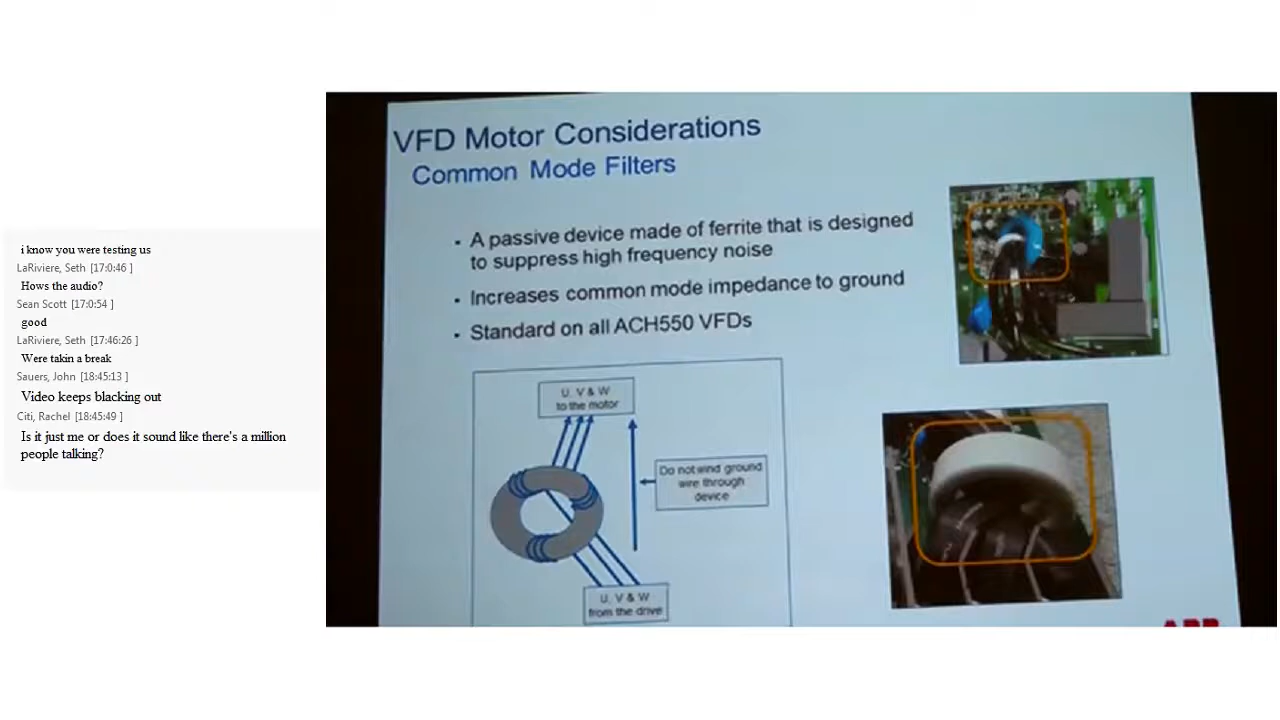 i know you were testing us
LaRiviere, Seth [17:0:46 ]
Hows the audio?
Sean Scott [17:0:54 ]
good
LaRiviere, Seth [17:46:26 ]
Were takin a break
Sauers, John [18:45:13 ]
Video keeps blacking out
Citi, Rachel [18:45:49 ]
Is it just me or does it sound like there's a million
people talking?
VFD Motor Considerations
Common Mode Filters
• A passive device made of ferrite that is designed
to suppress high frequency noise
• Increases common mode impedance to ground
• Standard on all ACH550 VFDs
U, V & W
to the motor
Do not wind ground
wire through
device
U, V & W
from the drive
ABB